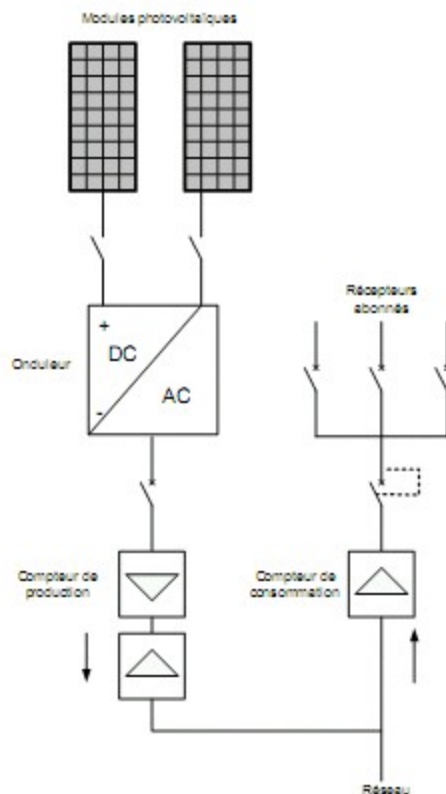 Modules photovoltaïques
Récepteurs
abonnés
Onduleur
+
DC
-
AC
Compteur de
production
Compteur de
consommation
Réseau